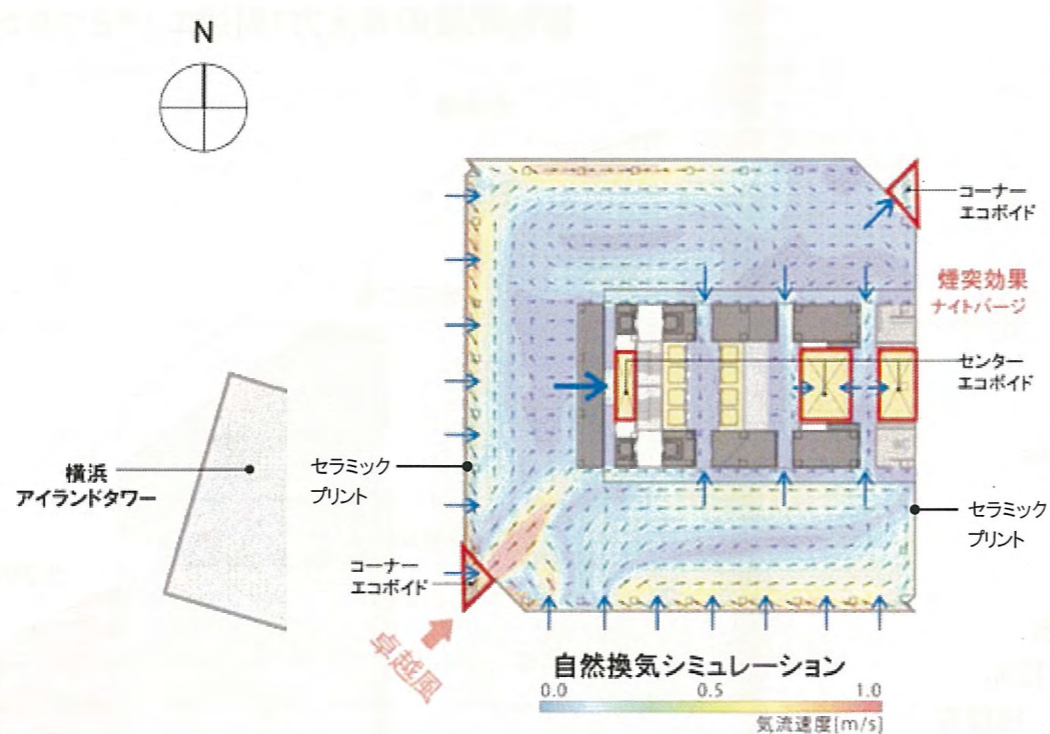 N
コーナー
エコボイド
煙突効果
ナイトパージ
センター
エコボイド
横浜
アイランドタワー
セラミック
プリント
セラミック
プリント
コーナー
エコボイド
卓越風
自然換気シミュレーション
0.0 0.5 1.0
気流速度[m/s]